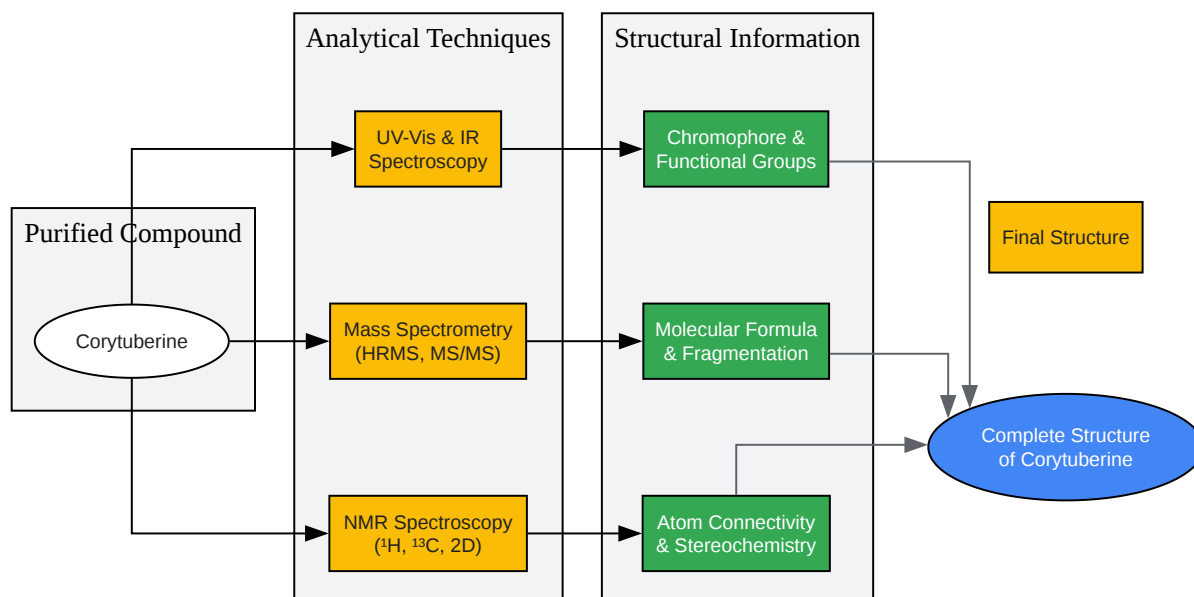 Analytical Techniques
Structural Information
UV-Vis & IR
Spectroscopy
Chromophore &
Functional Groups
Purified Compound
Final Structure
Corytuberine
Mass Spectrometry
(HRMS, MS/MS)
Molecular Formula
& Fragmentation
Complete Structure
of Corytuberine
NMR Spectroscopy
(¹H, ¹³C, 2D)
Atom Connectivity
& Stereochemistry